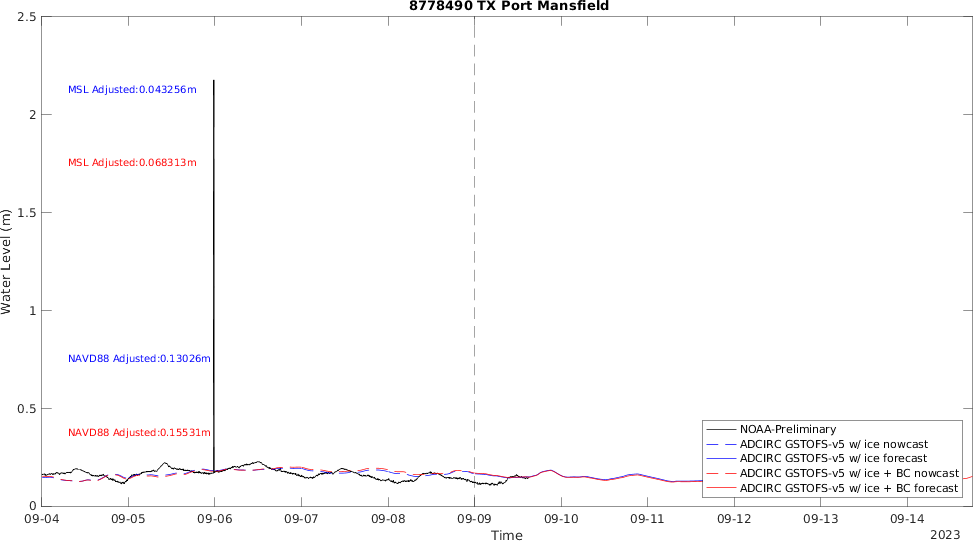 8778490 TX Port Mansfield
2.5
2
1.5
1
0.5
0
Water Level (m)
MSL Adjusted:0.043256m
MSL Adjusted:0.068313m
NAVD88 Adjusted:0.13026m
NAVD88 Adjusted:0.15531m
NOAA-Preliminary
ADCIRC GSTOFS-v5 w/ ice nowcast
ADCIRC GSTOFS-v5 w/ ice forecast
ADCIRC GSTOFS-v5 w/ ice + BC nowcast
ADCIRC GSTOFS-v5 w/ ice + BC forecast
09-04 09-05 09-06 09-07 09-08 09-09 09-10 09-11 09-12 09-13 09-14
Time
2023